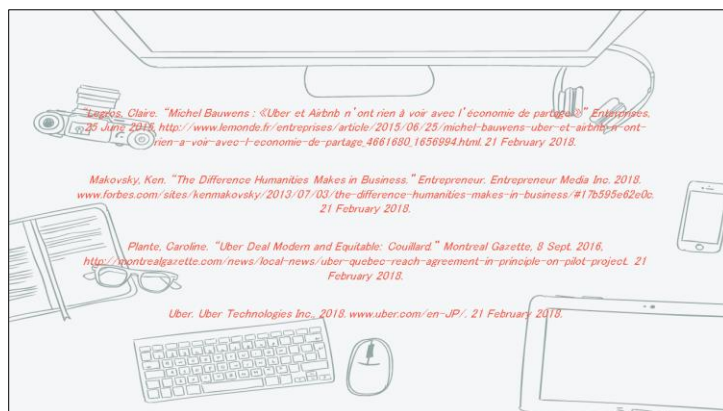 "Legros, Claire. "Michel Bauwens : «Uber et Airbnb n'ont rien à voir avec l'économie de partage »" Enterprises,
25 June 2015, http://www.lemonde.fr/entreprises/article/2015/06/25/michel-bauwens-uber-et-airbnb-n-ont-
rien-a-voir-avec-l-economie-de-partage_4661680_1656994.html. 21 February 2018.
Makovsky, Ken. "The Difference Humanities Makes in Business." Entrepreneur. Entrepreneur Media Inc. 2018.
www.forbes.com/sites/kenmakovsky/2013/07/03/the-difference-humanities-makes-in-business/#17b595e62e0c.
21 February 2018.
Plante, Caroline. "Uber Deal Modern and Equitable: Couillard." Montreal Gazette, 8 Sept. 2016,
http://montrealgazette.com/news/local-news/uber-quebec-reach-agreement-in-principle-on-pilot-project. 21
February 2018.
Uber. Uber Technologies Inc., 2018. www.uber.com/en-JP/. 21 February 2018.